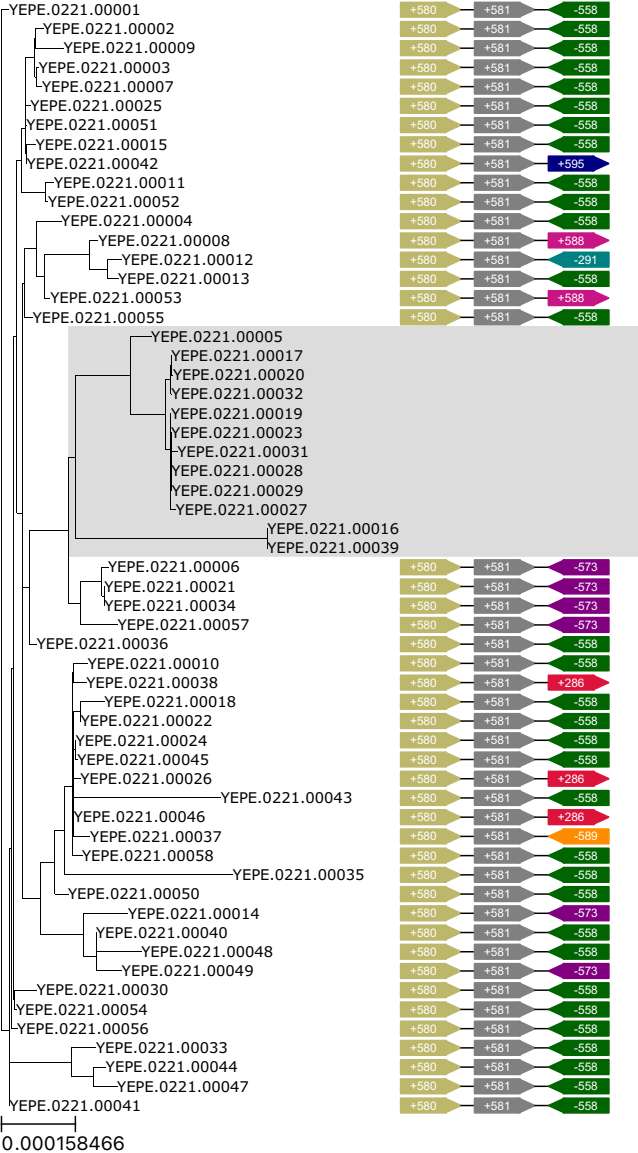 YEPE.0221.00001 +580 +581 -558
YEPE.0221.00002 +580 +581 -558
YEPE.0221.00009 +580 +581 -558
YEPE.0221.00003 +580 +581 -558
YEPE.0221.00007 +580 +581 -558
YEPE.0221.00025 +580 +581 -558
YEPE.0221.00051 +580 +581 -558
YEPE.0221.00015 +580 +581 -558
YEPE.0221.00042 +580 +581 +595
YEPE.0221.00011 +580 +581 -558
YEPE.0221.00052 +580 +581 -558
YEPE.0221.00004 +580 +581 -558
YEPE.0221.00008 +580 +581 +588
YEPE.0221.00012 +580 +581 -291
YEPE.0221.00013 +580 +581 -558
YEPE.0221.00053 +580 +581 +588
YEPE.0221.00055 +580 +581 -558
YEPE.0221.00005
YEPE.0221.00017
YEPE.0221.00020
YEPE.0221.00032
YEPE.0221.00019
YEPE.0221.00023
YEPE.0221.00031
YEPE.0221.00028
YEPE.0221.00029
YEPE.0221.00027
YEPE.0221.00016
YEPE.0221.00039
YEPE.0221.00006 +580 +581 -573
YEPE.0221.00021 +580 +581 -573
YEPE.0221.00034 +580 +581 -573
YEPE.0221.00057 +580 +581 -573
YEPE.0221.00036 +580 +581 -558
YEPE.0221.00010 +580 +581 -558
YEPE.0221.00038 +580 +581 +286
YEPE.0221.00018 +580 +581 -558
YEPE.0221.00022 +580 +581 -558
YEPE.0221.00024 +580 +581 -558
YEPE.0221.00045 +580 +581 -558
YEPE.0221.00026 +580 +581 +286
YEPE.0221.00043 +580 +581 -558
YEPE.0221.00046 +580 +581 +286
YEPE.0221.00037 +580 +581 -589
YEPE.0221.00058 +580 +581 -558
YEPE.0221.00035 +580 +581 -558
YEPE.0221.00050 +580 +581 -558
YEPE.0221.00014 +580 +581 -573
YEPE.0221.00040 +580 +581 -558
YEPE.0221.00048 +580 +581 -558
YEPE.0221.00049 +580 +581 -573
YEPE.0221.00030 +580 +581 -558
YEPE.0221.00054 +580 +581 -558
YEPE.0221.00056 +580 +581 -558
YEPE.0221.00033 +580 +581 -558
YEPE.0221.00044 +580 +581 -558
YEPE.0221.00047 +580 +581 -558
YEPE.0221.00041 +580 +581 -558
0.000158466